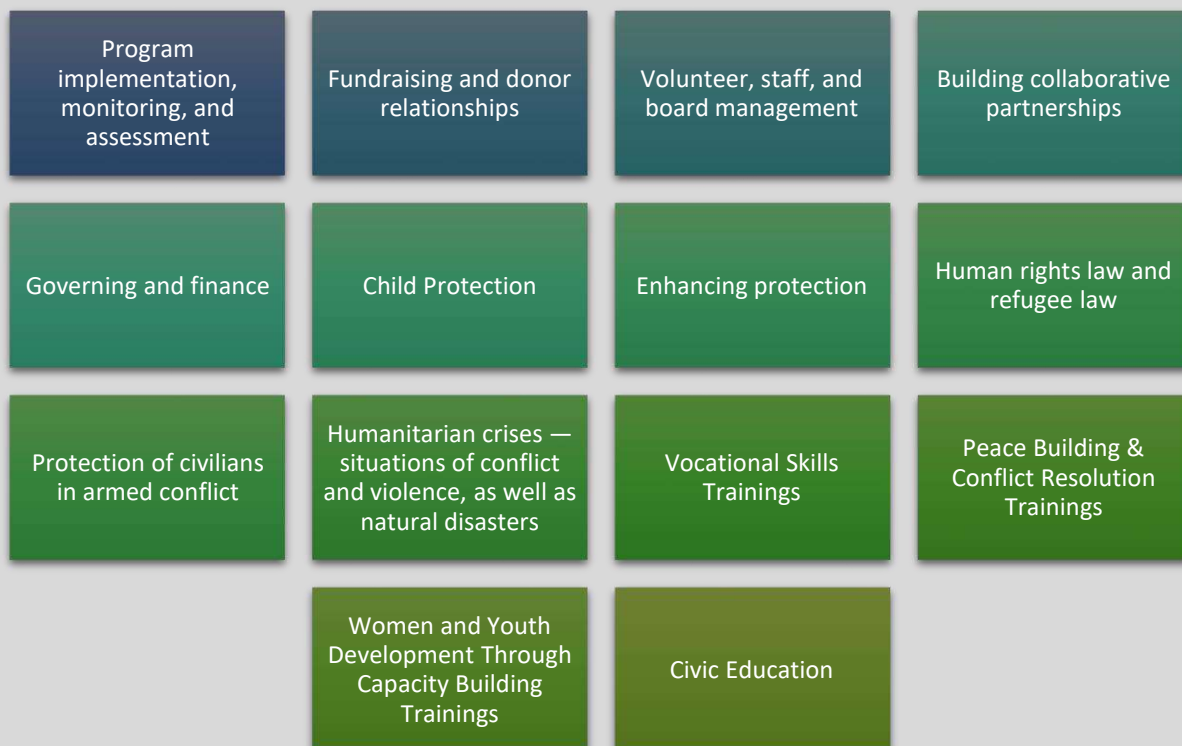 Program
implementation,
monitoring, and
assessment
Fundraising and donor
relationships
Volunteer, staff, and
board management
Building collaborative
partnerships
Governing and finance
Child Protection
Enhancing protection
Human rights law and
refugee law
Protection of civilians
in armed conflict
Humanitarian crises —
situations of conflict
and violence, as well as
natural disasters
Vocational Skills
Trainings
Peace Building &
Conflict Resolution
Trainings
Women and Youth
Development Through
Capacity Building
Trainings
Civic Education